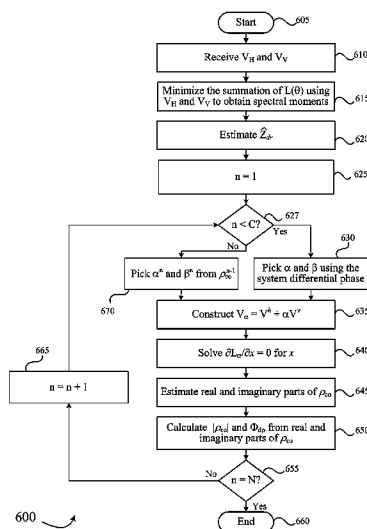 Start
605
Receive V_H and V_V
610
Minimize the summation of L(θ) using
V_H and V_V to obtain spectral moments
615
Estimate Ẑ_dr
620
n = 1
625
n < C?
627
Yes
No
630
Pick αⁿ and βⁿ from ρ_co^n-1
670
Pick α and β using the
system differential phase
Construct V_α = V^h + αV^v
635
665
Solve ∂L_α/∂x = 0 for x
640
n = n + 1
Estimate real and imaginary parts of ρ_co
645
Calculate |ρ_co| and Φ_dp from real and
imaginary parts of ρ_co
650
No
n = N?
655
Yes
600
End
660